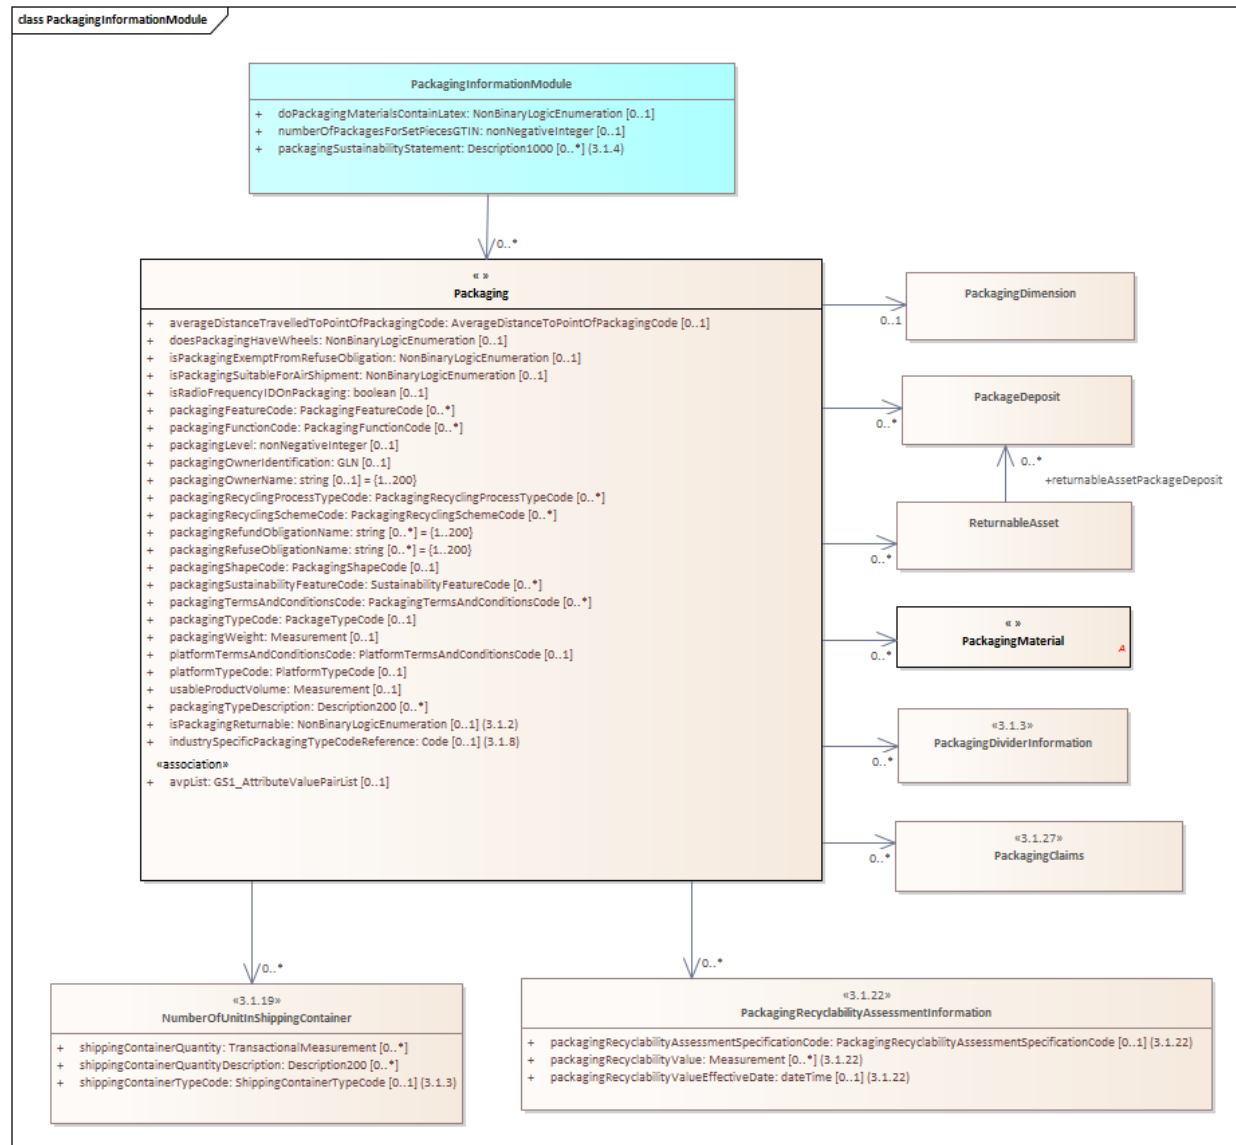 class PackagingInformationModule
PackagingInformationModule
+ doPackagingMaterialsContainLatex: NonBinaryLogicEnumeration [0..1]
+ numberOfPackagesForSetPiecesGTIN: nonNegativeInteger [0..1]
+ packagingSustainabilityStatement: Description1000 [0..*] (3.1.4)
0..*
« »
Packaging
+ averageDistanceTravelledToPointOfPackagingCode: AverageDistanceToPointOfPackagingCode [0..1]
+ doesPackagingHaveWheels: NonBinaryLogicEnumeration [0..1]
+ isPackagingExemptFromRefuseObligation: NonBinaryLogicEnumeration [0..1]
+ isPackagingSuitableForAirShipment: NonBinaryLogicEnumeration [0..1]
+ isRadioFrequencyIDOnPackaging: boolean [0..1]
+ packagingFeatureCode: PackagingFeatureCode [0..*]
+ packagingFunctionCode: PackagingFunctionCode [0..*]
+ packagingLevel: nonNegativeInteger [0..1]
+ packagingOwnerIdentification: GLN [0..1]
+ packagingOwnerName: string [0..1] = {1..200}
+ packagingRecyclingProcessTypeCode: PackagingRecyclingProcessTypeCode [0..*]
+ packagingRecyclingSchemeCode: PackagingRecyclingSchemeCode [0..*]
+ packagingRefundObligationName: string [0..*] = {1..200}
+ packagingRefuseObligationName: string [0..*] = {1..200}
+ packagingShapeCode: PackagingShapeCode [0..1]
+ packagingSustainabilityFeatureCode: SustainabilityFeatureCode [0..*]
+ packagingTermsAndConditionsCode: PackagingTermsAndConditionsCode [0..*]
+ packagingTypeCode: PackageTypeCode [0..1]
+ packagingWeight: Measurement [0..1]
+ platformTermsAndConditionsCode: PlatformTermsAndConditionsCode [0..1]
+ platformTypeCode: PlatformTypeCode [0..1]
+ usableProductVolume: Measurement [0..1]
+ packagingTypeDescription: Description200 [0..*]
+ isPackagingReturnable: NonBinaryLogicEnumeration [0..1] (3.1.2)
+ industrySpecificPackagingTypeCodeReference: Code [0..1] (3.1.8)
«association»
+ avpList: GS1_AttributeValuePairList [0..1]
PackagingDimension
0..1
PackageDeposit
0..*
0..*
+returnableAssetPackageDeposit
ReturnableAsset
0..*
« »
PackagingMaterial
A
0..*
«3.1.3»
PackagingDividerInformation
0..*
«3.1.27»
PackagingClaims
0..*
0..*
«3.1.19»
NumberOfUnitInShippingContainer
+ shippingContainerQuantity: TransactionalMeasurement [0..*]
+ shippingContainerQuantityDescription: Description200 [0..*]
+ shippingContainerTypeCode: ShippingContainerTypeCode [0..1] (3.1.3)
0..*
«3.1.22»
PackagingRecyclabilityAssessmentInformation
+ packagingRecyclabilityAssessmentSpecificationCode: PackagingRecyclabilityAssessmentSpecificationCode [0..1] (3.1.22)
+ packagingRecyclabilityValue: Measurement [0..*] (3.1.22)
+ packagingRecyclabilityValueEffectiveDate: dateTime [0..1] (3.1.22)